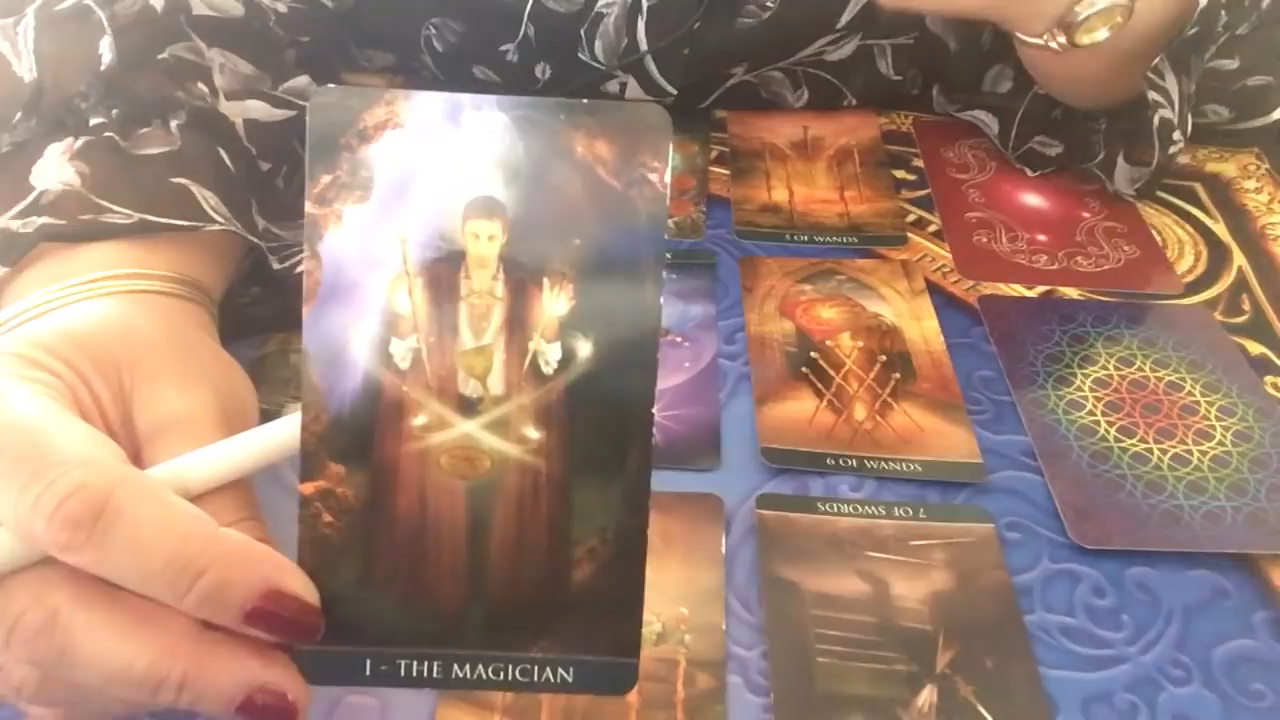 5 OF WANDS
6 OF WANDS
7 OF SWORDS
I - THE MAGICIAN